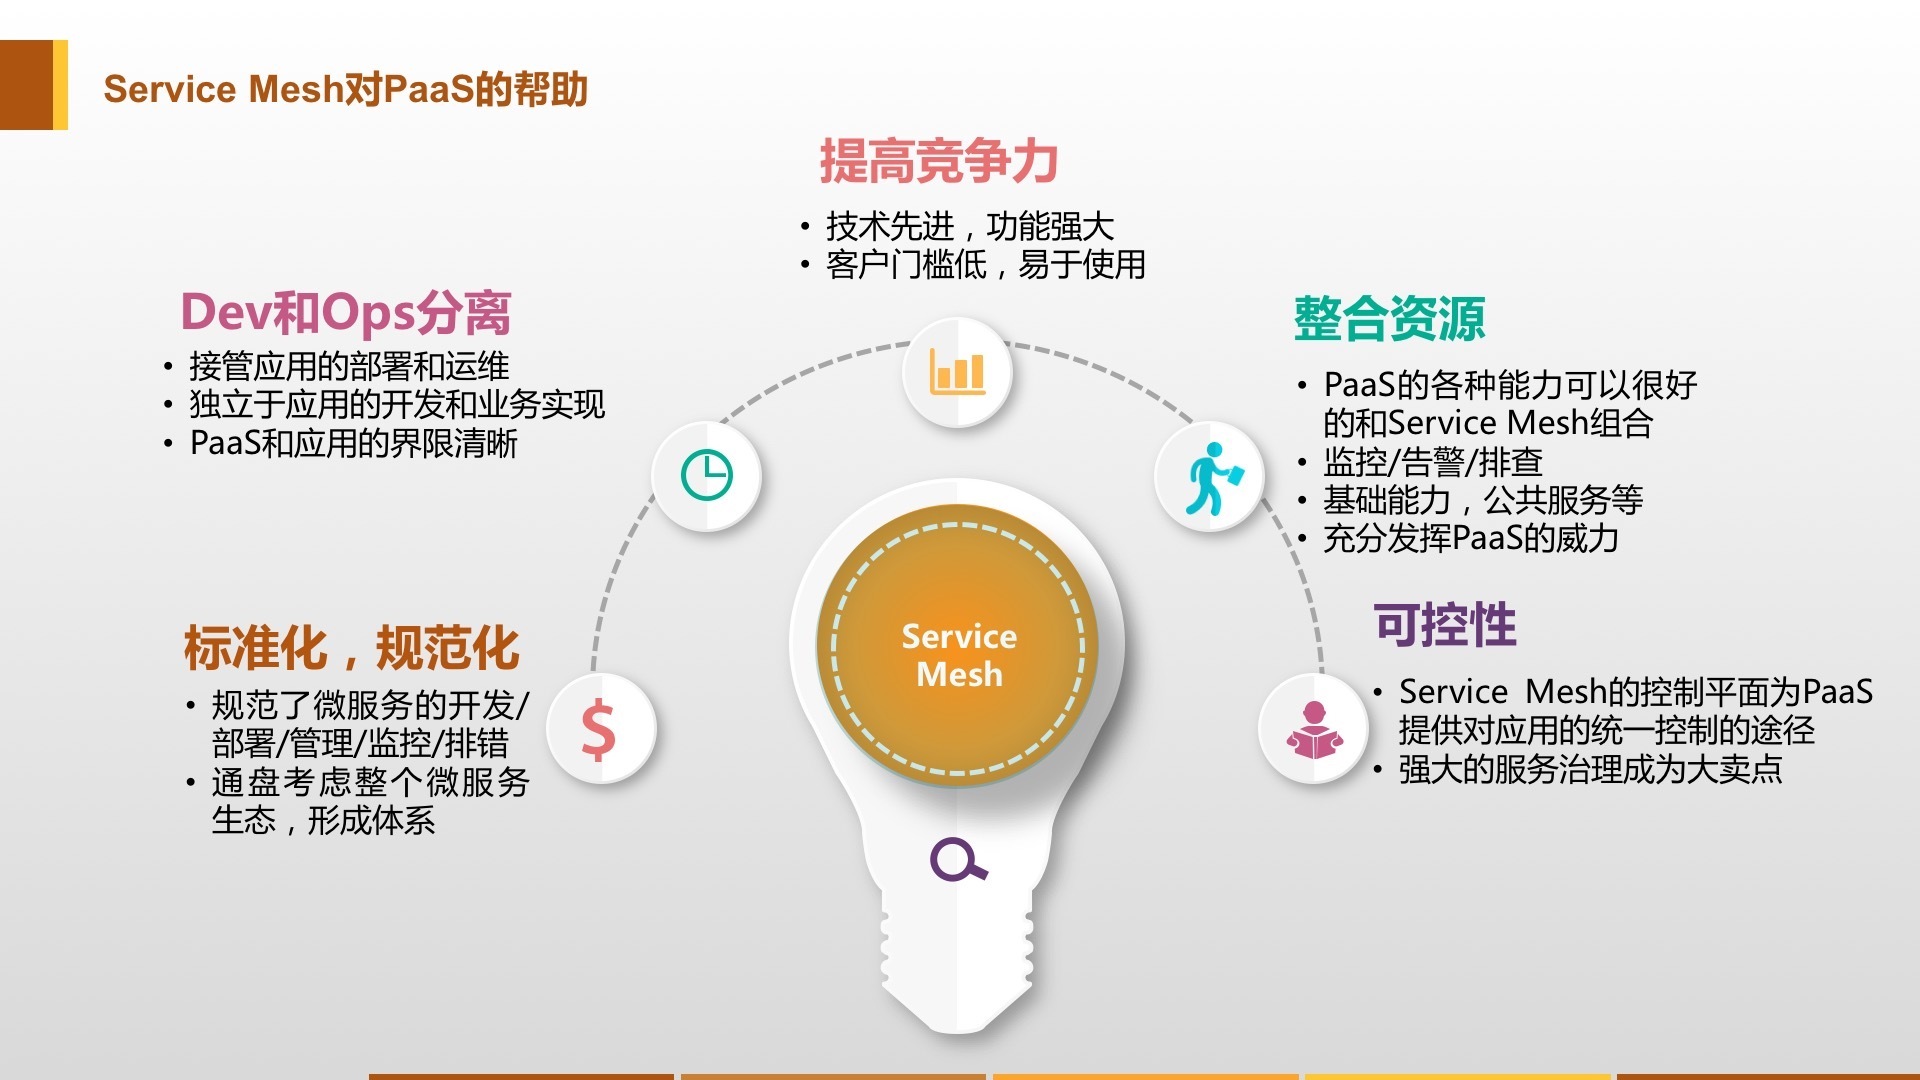 Service Mesh对PaaS的帮助
提高竞争力
• 技术先进，功能强大
• 客户门槛低，易于使用
Dev和Ops分离
• 接管应用的部署和运维
• 独立于应用的开发和业务实现
• PaaS和应用的界限清晰
整合资源
• PaaS的各种能力可以很好
的和Service Mesh组合
• 监控/告警/排查
• 基础能力，公共服务等
• 充分发挥PaaS的威力
标准化，规范化
• 规范了微服务的开发/
部署/管理/监控/排错
• 通盘考虑整个微服务
生态，形成体系
Service
Mesh
可控性
• Service Mesh的控制平面为PaaS
提供对应用的统一控制的途径
• 强大的服务治理成为大卖点
$